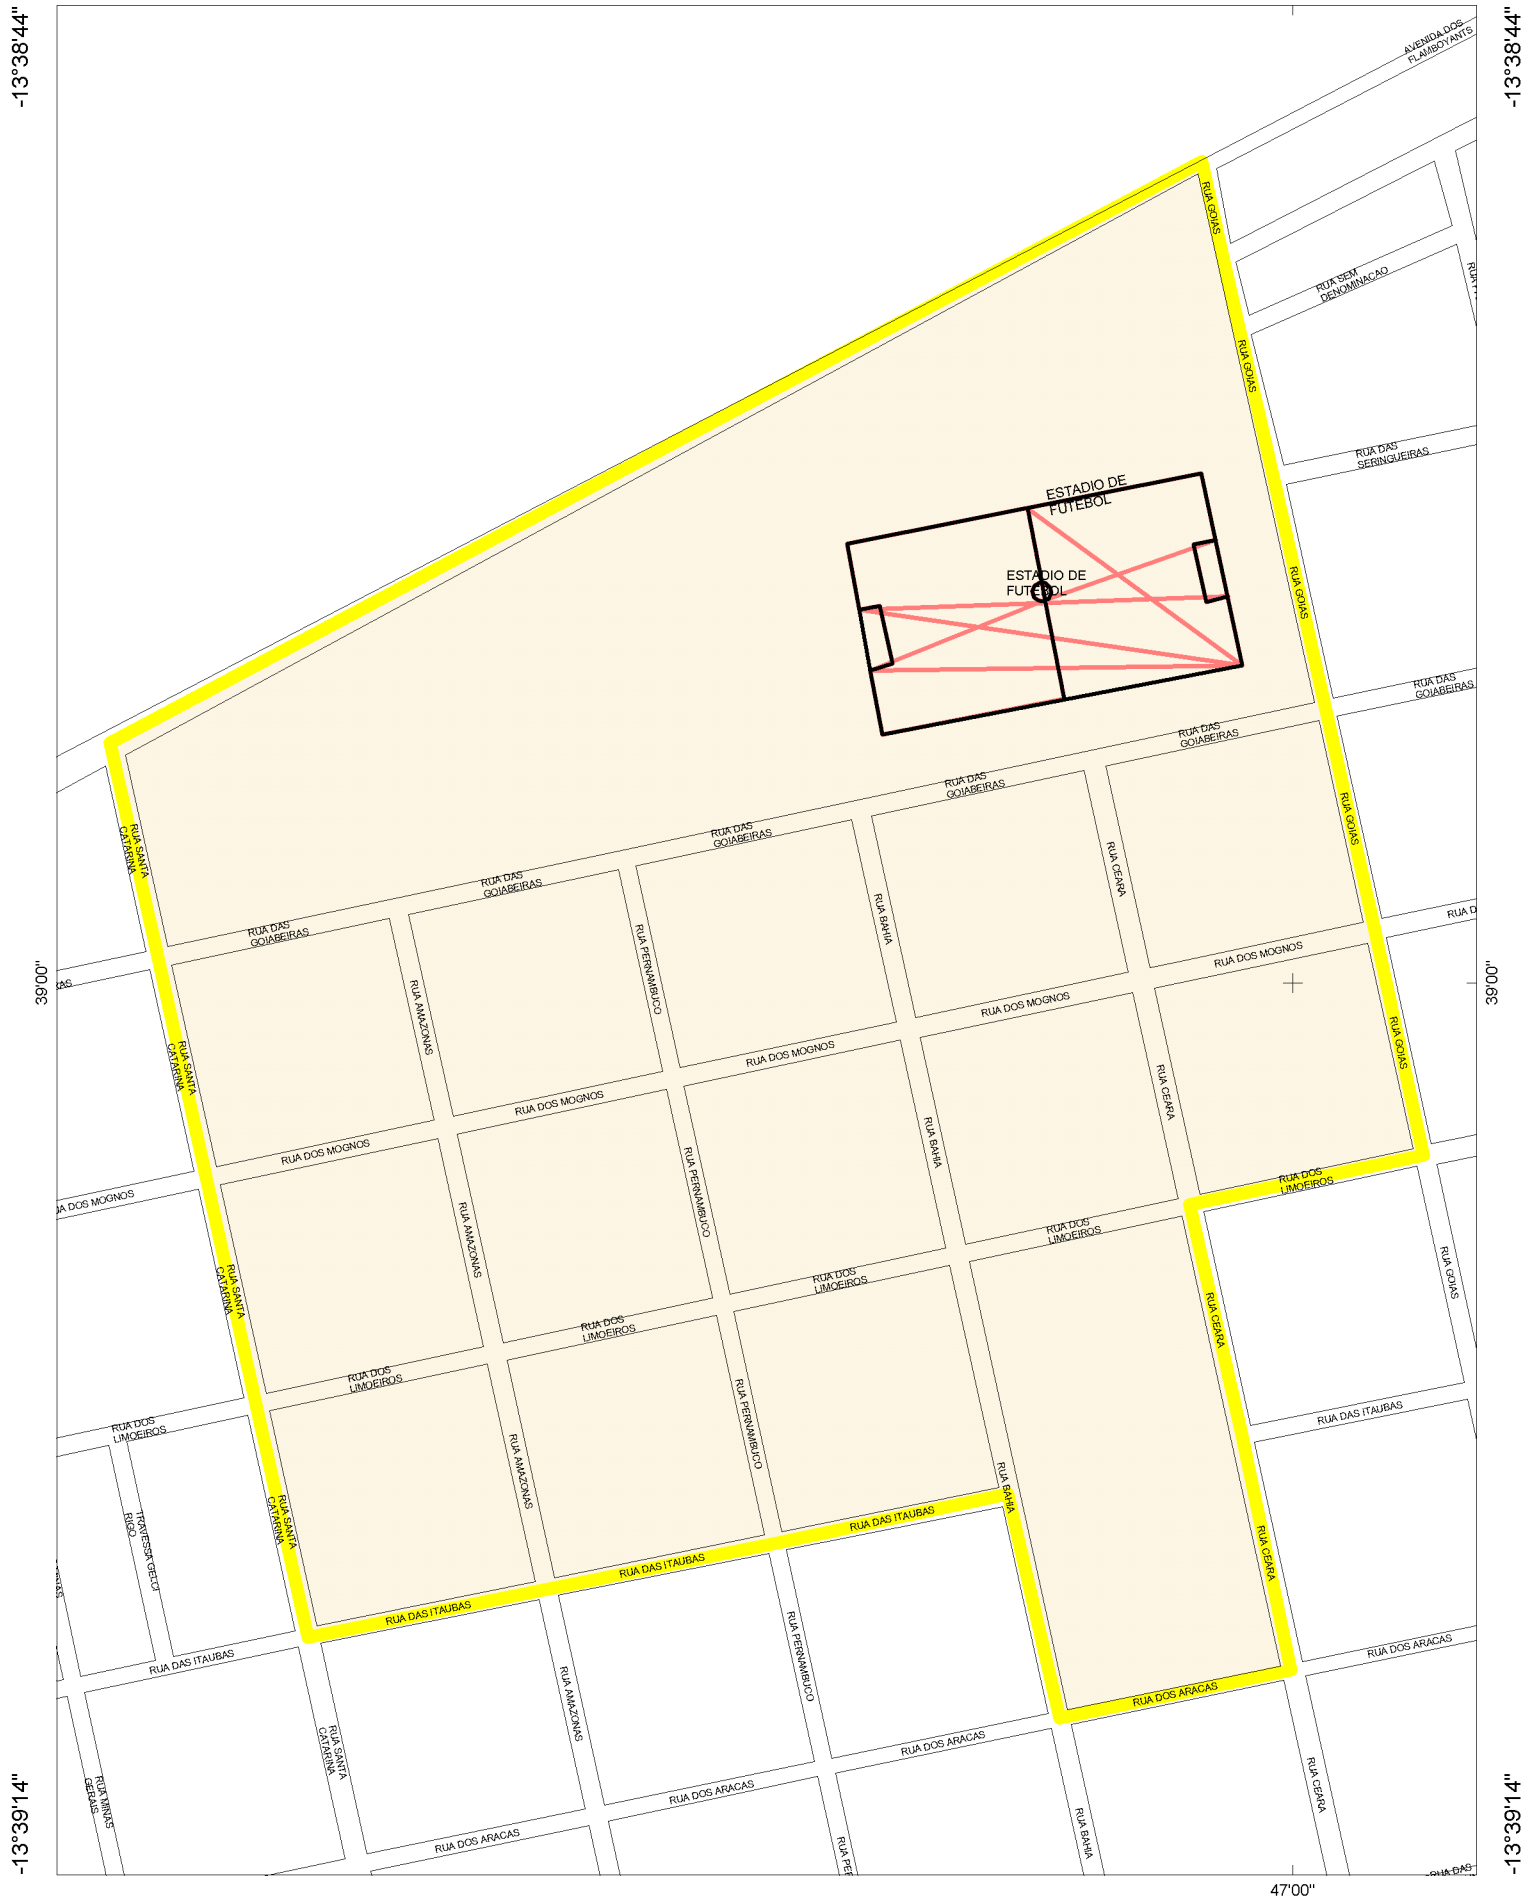 -13°38'44"
-13°38'44"
AVENIDA DOS
FLAMBOYANTS
RUA GOIAS
RUA SEM
DENOMINACAO
RUA GOIAS
RUA DAS
SERINGUEIRAS
ESTADIO DE
FUTEBOL
ESTADIO DE
FUTEBOL
RUA GOIAS
RUA DAS
GOIABEIRAS
RUA DAS
GOIABEIRAS
RUA DAS
GOIABEIRAS
RUA DAS
GOIABEIRAS
RUA DAS
GOIABEIRAS
RUA DAS
GOIABEIRAS
RUA SANTA
CATARINA
RUA GOIAS
RUA CEARA
RUA BAHIA
RUA PERNAMBUCO
RUA AMAZONAS
RUA D
RUA DOS MOGNOS
39'00"
39'00"
RUA DOS MOGNOS
RUA DOS MOGNOS
RUA DOS MOGNOS
RUA DOS MOGNOS
RUA SANTA
CATARINA
RUA GOIAS
RUA CEARA
RUA BAHIA
RUA PERNAMBUCO
RUA AMAZONAS
UA DOS MOGNOS
RUA DOS
LIMOEIROS
RUA DOS
LIMOEIROS
RUA DOS
LIMOEIROS
RUA DOS
LIMOEIROS
RUA DOS
LIMOEIROS
RUA DOS
LIMOEIROS
RUA SANTA
CATARINA
RUA GOIAS
RUA CEARA
RUA DAS ITAUBAS
RUA PERNAMBUCO
RUA AMAZONAS
RUA BAHIA
RUA SANTA
CATARINA
TRAVESSA GELCI
RIGO
RUA CEARA
RUA DAS ITAUBAS
RUA DAS ITAUBAS
RUA DAS ITAUBAS
RUA DAS ITAUBAS
RUA DOS ARACAS
RUA DOS ARACAS
RUA DOS ARACAS
RUA DOS ARACAS
RUA DOS ARACAS
RUA PERNAMBUCO
RUA AMAZONAS
RUA SANTA
CATARINA
RUA MINAS
GERAIS
RUA CEARA
RUA BAHIA
RUA PER
RUA DAS
-13°39'14"
-13°39'14"
47'00"